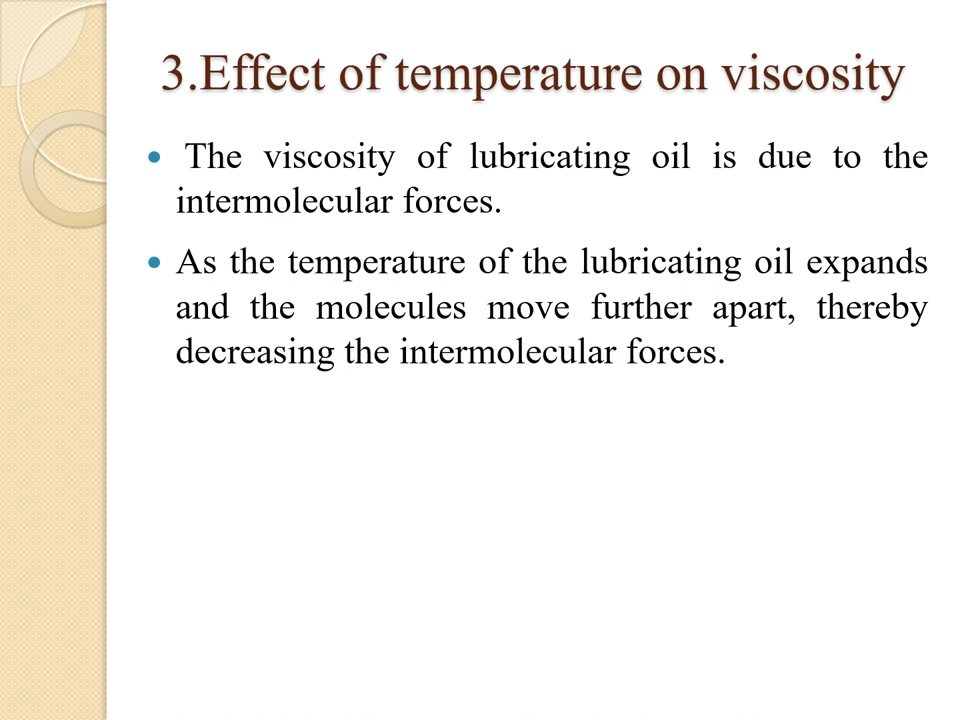 3.Effect of temperature on viscosity
The viscosity of lubricating oil is due to the
intermolecular forces.
As the temperature of the lubricating oil expands
and the molecules move further apart, thereby
decreasing the intermolecular forces.